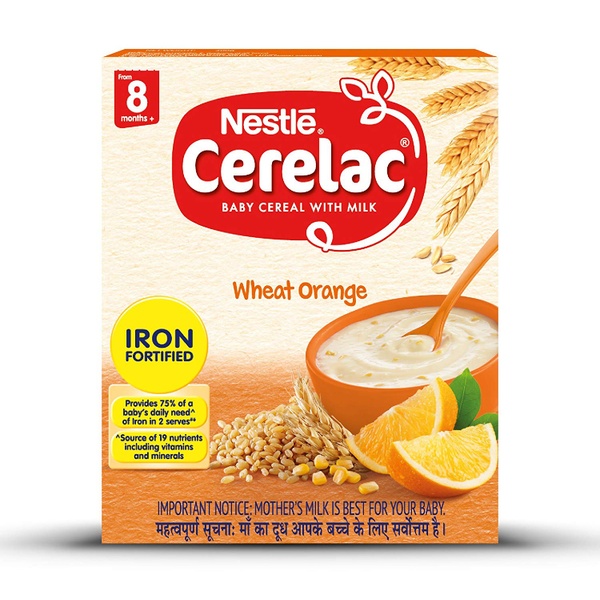 From
8
months +
Nestlé®
Cerelac®
BABY CEREAL WITH MILK
Wheat Orange
IRON
FORTIFIED
Provides 75% of a
baby's daily need^
of Iron in 2 serves**
^Source of 19 nutrients
including vitamins
and minerals
IMPORTANT NOTICE: MOTHER'S MILK IS BEST FOR YOUR BABY.
महत्वपूर्ण सूचना: माँ का दूध आपके बच्चे के लिए सर्वोत्तम है।